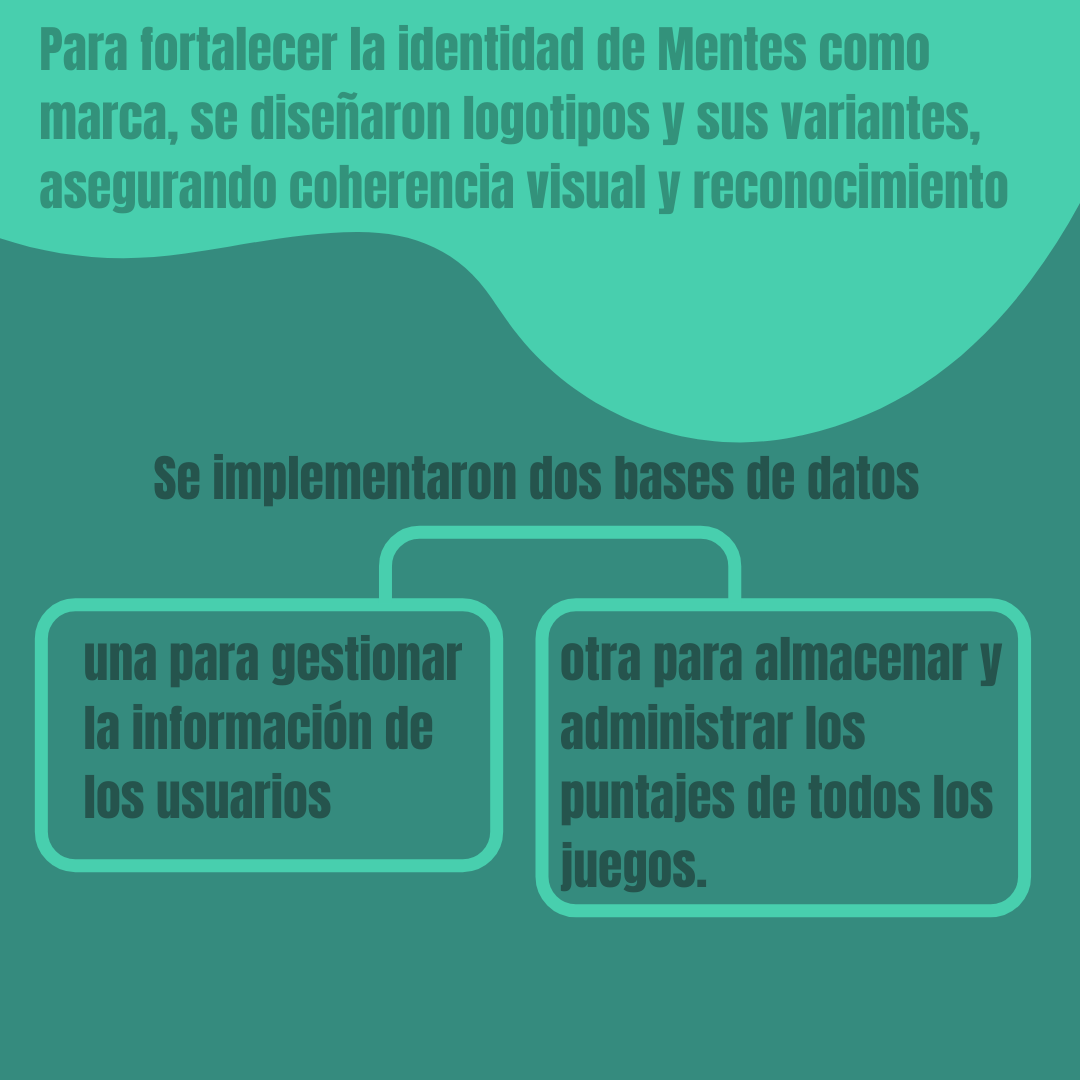 Para fortalecer la identidad de Mentes como
marca, se diseñaron logotipos y sus variantes,
asegurando coherencia visual y reconocimiento
Se implementaron dos bases de datos
una para gestionar
la información de
los usuarios
otra para almacenar y
administrar los
puntajes de todos los
juegos.